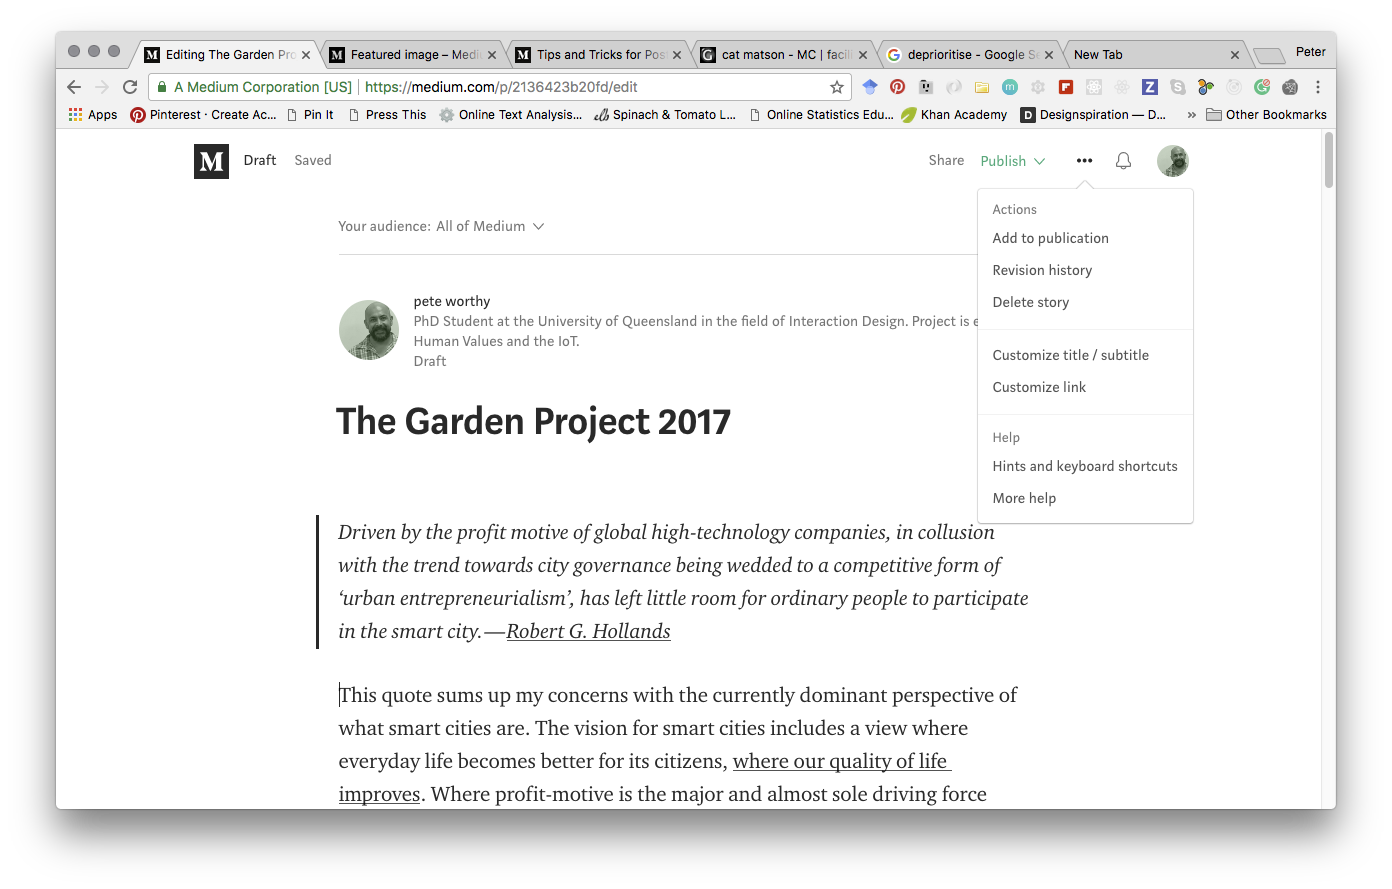 Editing The Garden Pro
Featured image – Medi
Tips and Tricks for Pos
cat matson - MC | facil
deprioritise - Google Se
New Tab
Peter
A Medium Corporation [US]
https://medium.com/p/2136423b20fd/edit
Apps
Pinterest · Create Ac...
Pin It
Press This
Online Text Analysis...
Spinach & Tomato L...
Online Statistics Edu...
Khan Academy
Designspiration — D...
»
Other Bookmarks
M
Draft
Saved
Share
Publish
Your audience: All of Medium
Actions
Add to publication
Revision history
Delete story
Customize title / subtitle
Customize link
Help
Hints and keyboard shortcuts
More help
pete worthy
PhD Student at the University of Queensland in the field of Interaction Design. Project is e
Human Values and the IoT.
Draft
The Garden Project 2017
Driven by the profit motive of global high-technology companies, in collusion
with the trend towards city governance being wedded to a competitive form of
‘urban entrepreneurialism’, has left little room for ordinary people to participate
in the smart city. — Robert G. Hollands
This quote sums up my concerns with the currently dominant perspective of
what smart cities are. The vision for smart cities includes a view where
everyday life becomes better for its citizens, where our quality of life
improves. Where profit-motive is the major and almost sole driving force